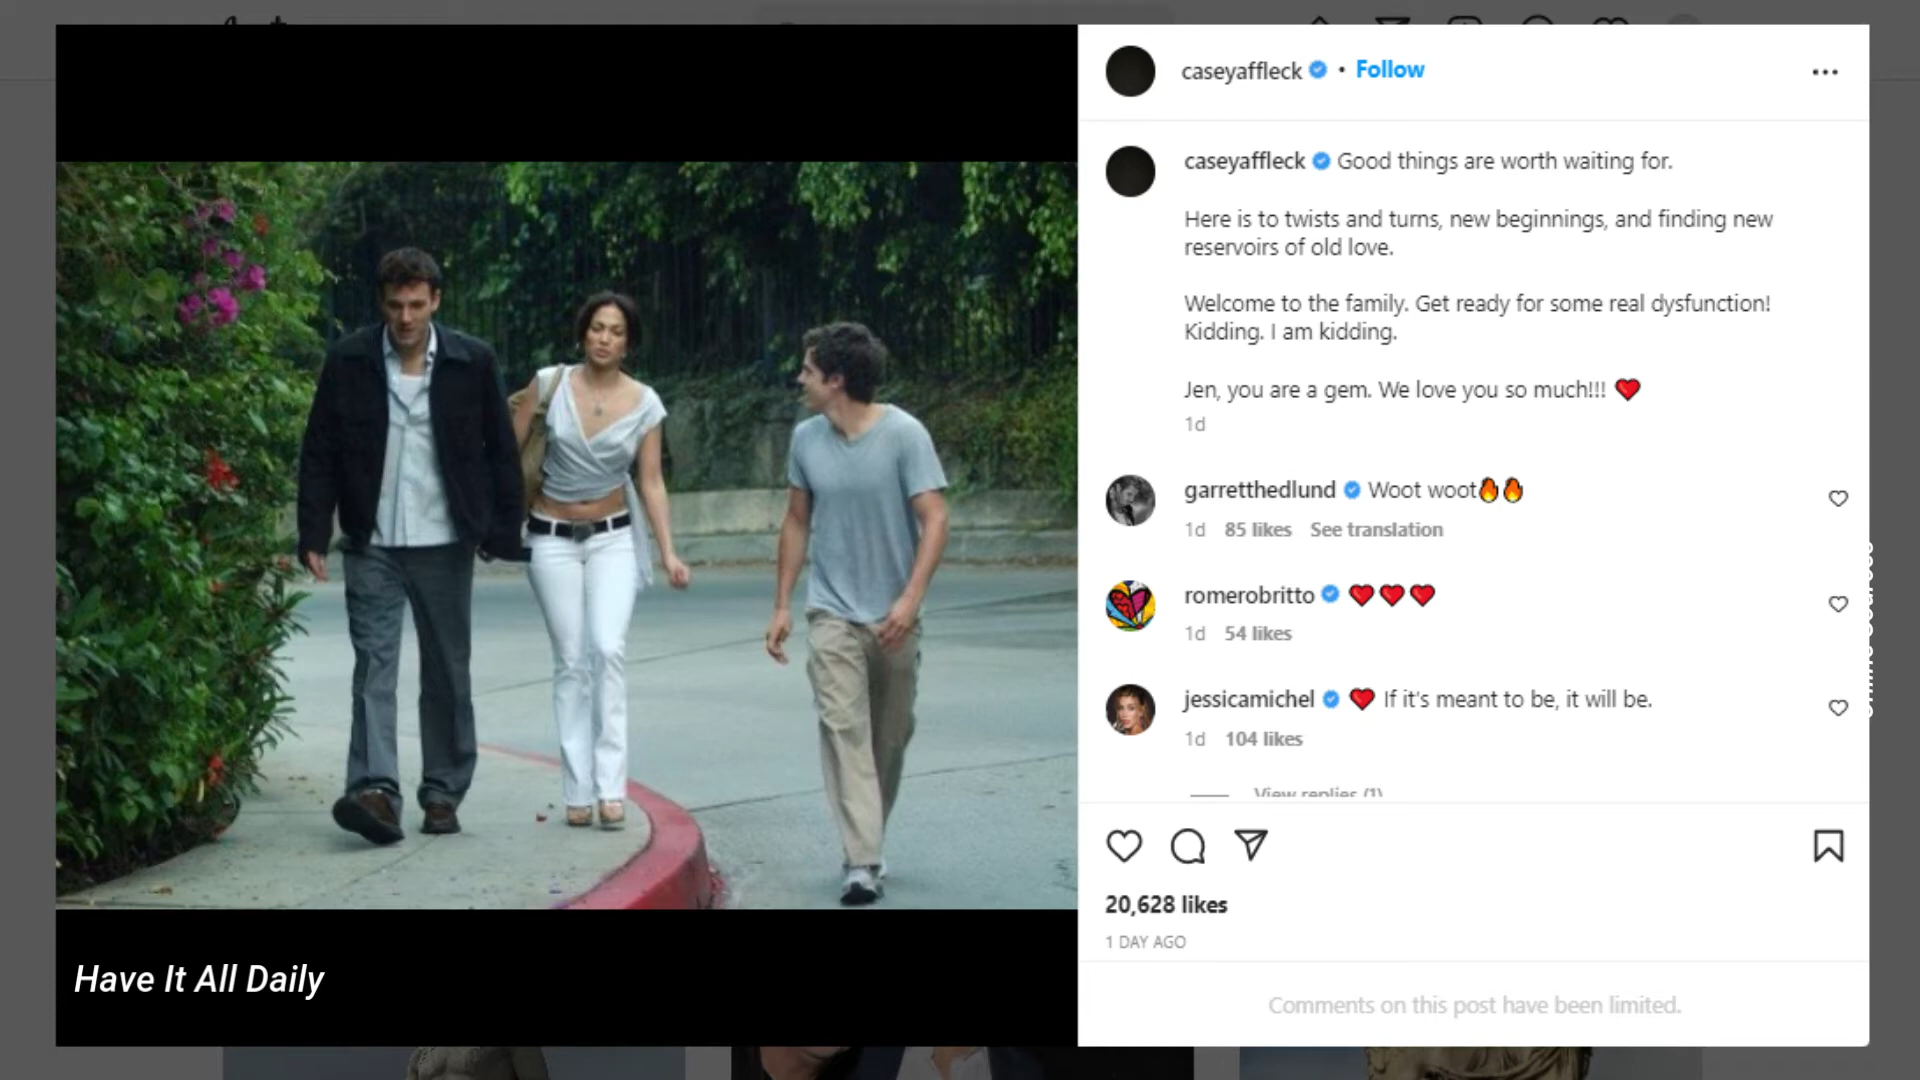 caseyaffleck • Follow
caseyaffleck Good things are worth waiting for.
Here is to twists and turns, new beginnings, and finding new
reservoirs of old love.
Welcome to the family. Get ready for some real dysfunction!
Kidding. I am kidding.
Jen, you are a gem. We love you so much!!! ❤️
1d
garretthedlund Woot woot🔥🔥
1d 85 likes See translation
romerobritto ❤️❤️❤️
1d 54 likes
jessicamichel ❤️ If it's meant to be, it will be.
1d 104 likes
View replies (1)
20,628 likes
1 DAY AGO
Comments on this post have been limited.
Have It All Daily